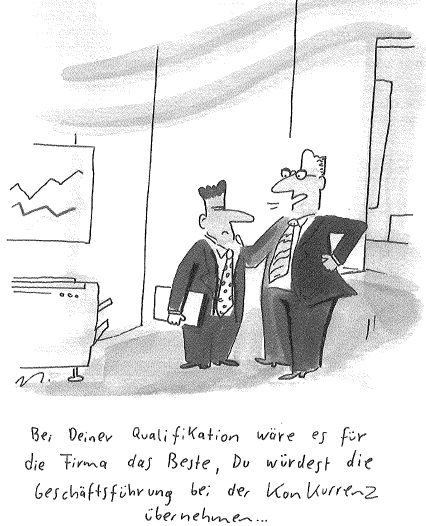 Bei Deiner Qualifikation wäre es für
die Firma das Beste, Du würdest die
Geschäftsführung bei der Konkurrenz
übernehmen...